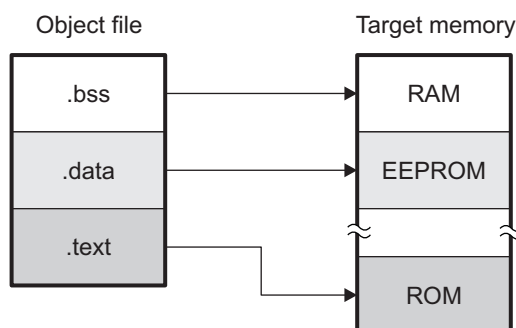 Object file
Target memory
.bss
RAM
.data
EEPROM
.text
ROM